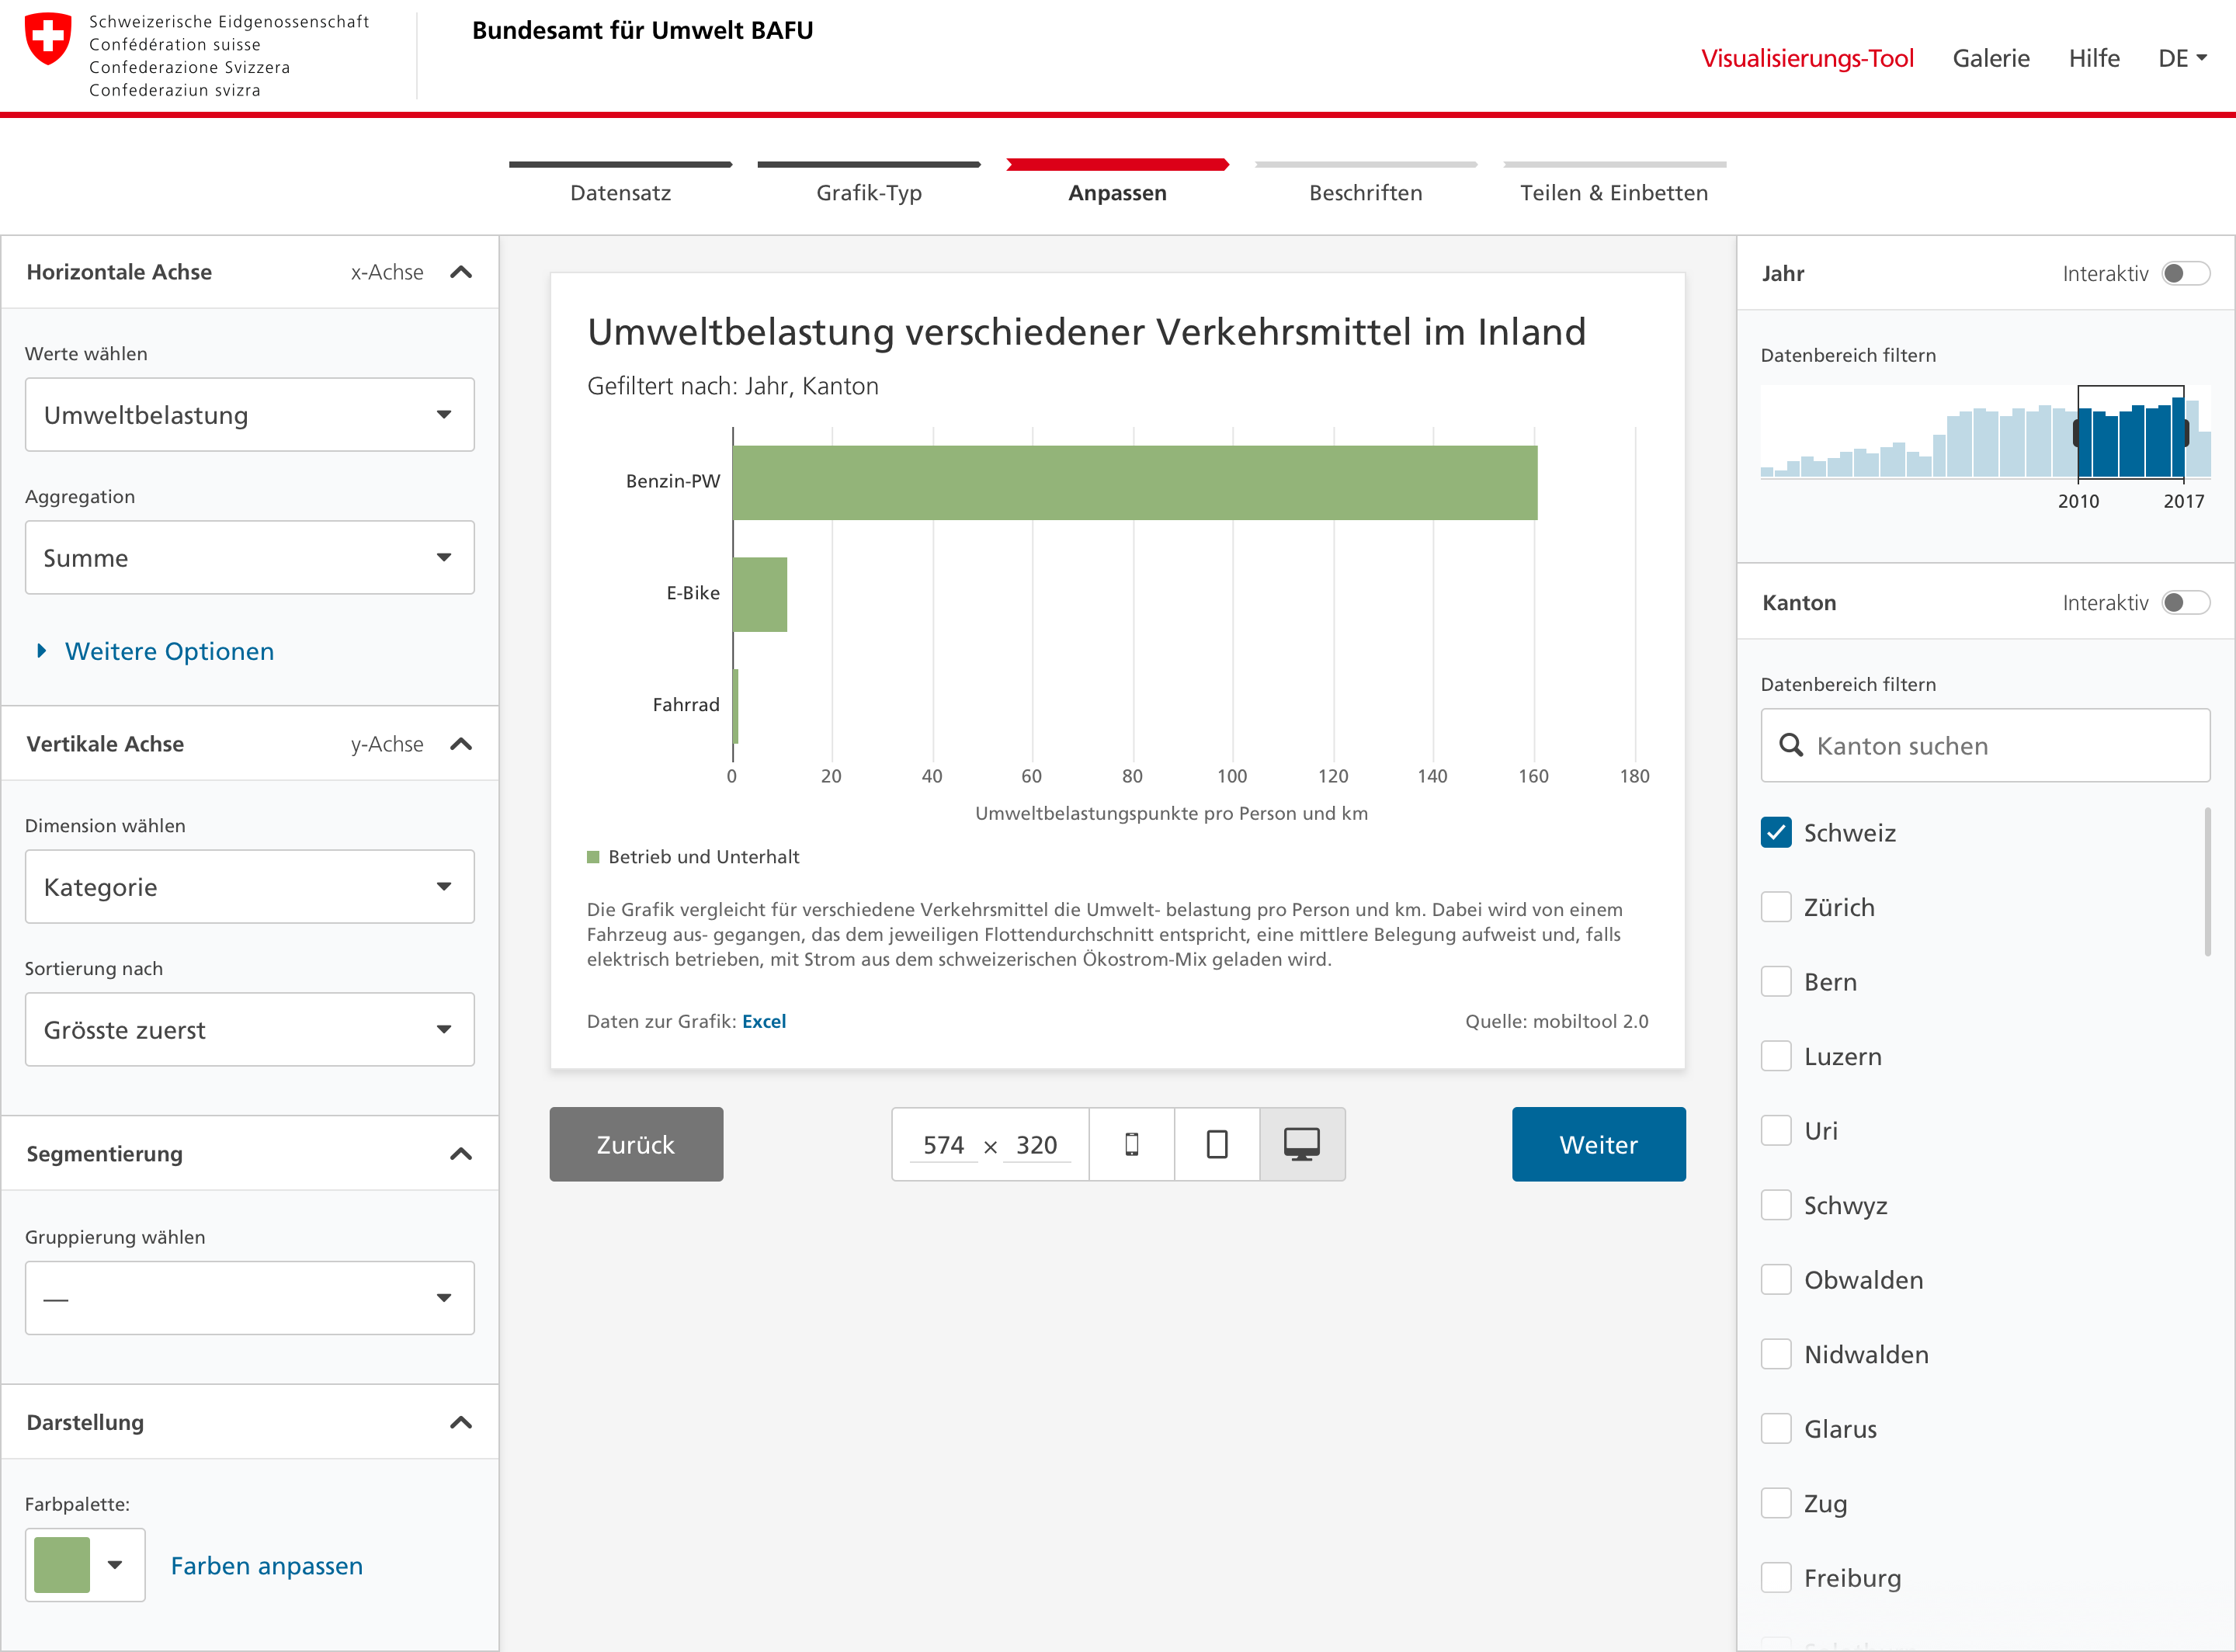 Schweizerische Eidgenossenschaft
Confédération suisse
Confederazione Svizzera
Confederaziun svizra
Bundesamt für Umwelt BAFU
Visualisierungs-Tool
Galerie
Hilfe
DE
Datensatz
Grafik-Typ
Anpassen
Beschriften
Teilen & Einbetten
Horizontale Achse
x-Achse
Werte wählen
Umweltbelastung
Aggregation
Summe
Weitere Optionen
Vertikale Achse
y-Achse
Dimension wählen
Kategorie
Sortierung nach
Grösste zuerst
Segmentierung
Gruppierung wählen
—
Darstellung
Farbpalette:
Farben anpassen
Umweltbelastung verschiedener Verkehrsmittel im Inland
Gefiltert nach: Jahr, Kanton
Benzin-PW
E-Bike
Fahrrad
0 20 40 60 80 100 120 140 160 180
Umweltbelastungspunkte pro Person und km
Betrieb und Unterhalt
Die Grafik vergleicht für verschiedene Verkehrsmittel die Umwelt- belastung pro Person und km. Dabei wird von einem
Fahrzeug aus- gegangen, das dem jeweiligen Flottendurchschnitt entspricht, eine mittlere Belegung aufweist und, falls
elektrisch betrieben, mit Strom aus dem schweizerischen Ökostrom-Mix geladen wird.
Daten zur Grafik: Excel
Quelle: mobiltool 2.0
Zurück
574 × 320
Weiter
Jahr
Interaktiv
Datenbereich filtern
2010
2017
Kanton
Interaktiv
Datenbereich filtern
Kanton suchen
Schweiz
Zürich
Bern
Luzern
Uri
Schwyz
Obwalden
Nidwalden
Glarus
Zug
Freiburg